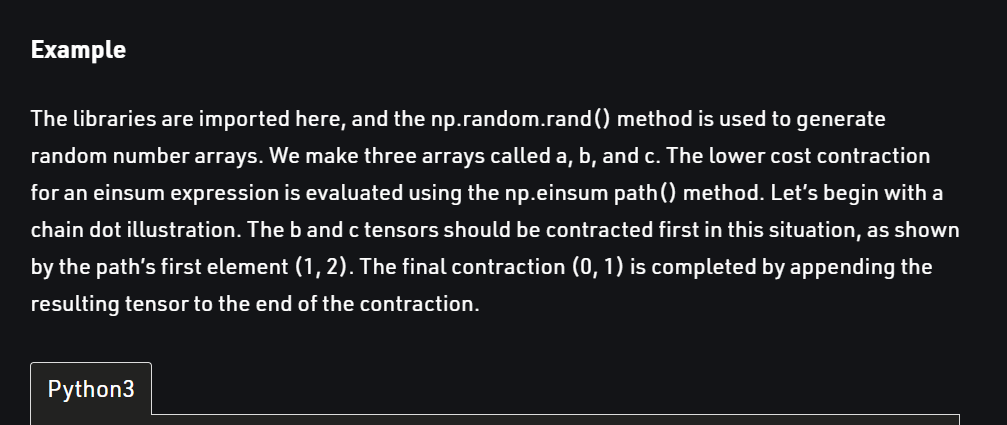 Example
The libraries are imported here, and the np.random.rand() method is used to generate
random number arrays. We make three arrays called a, b, and c. The lower cost contraction
for an einsum expression is evaluated using the np.einsum path() method. Let’s begin with a
chain dot illustration. The b and c tensors should be contracted first in this situation, as shown
by the path’s first element (1, 2). The final contraction (0, 1) is completed by appending the
resulting tensor to the end of the contraction.
Python3